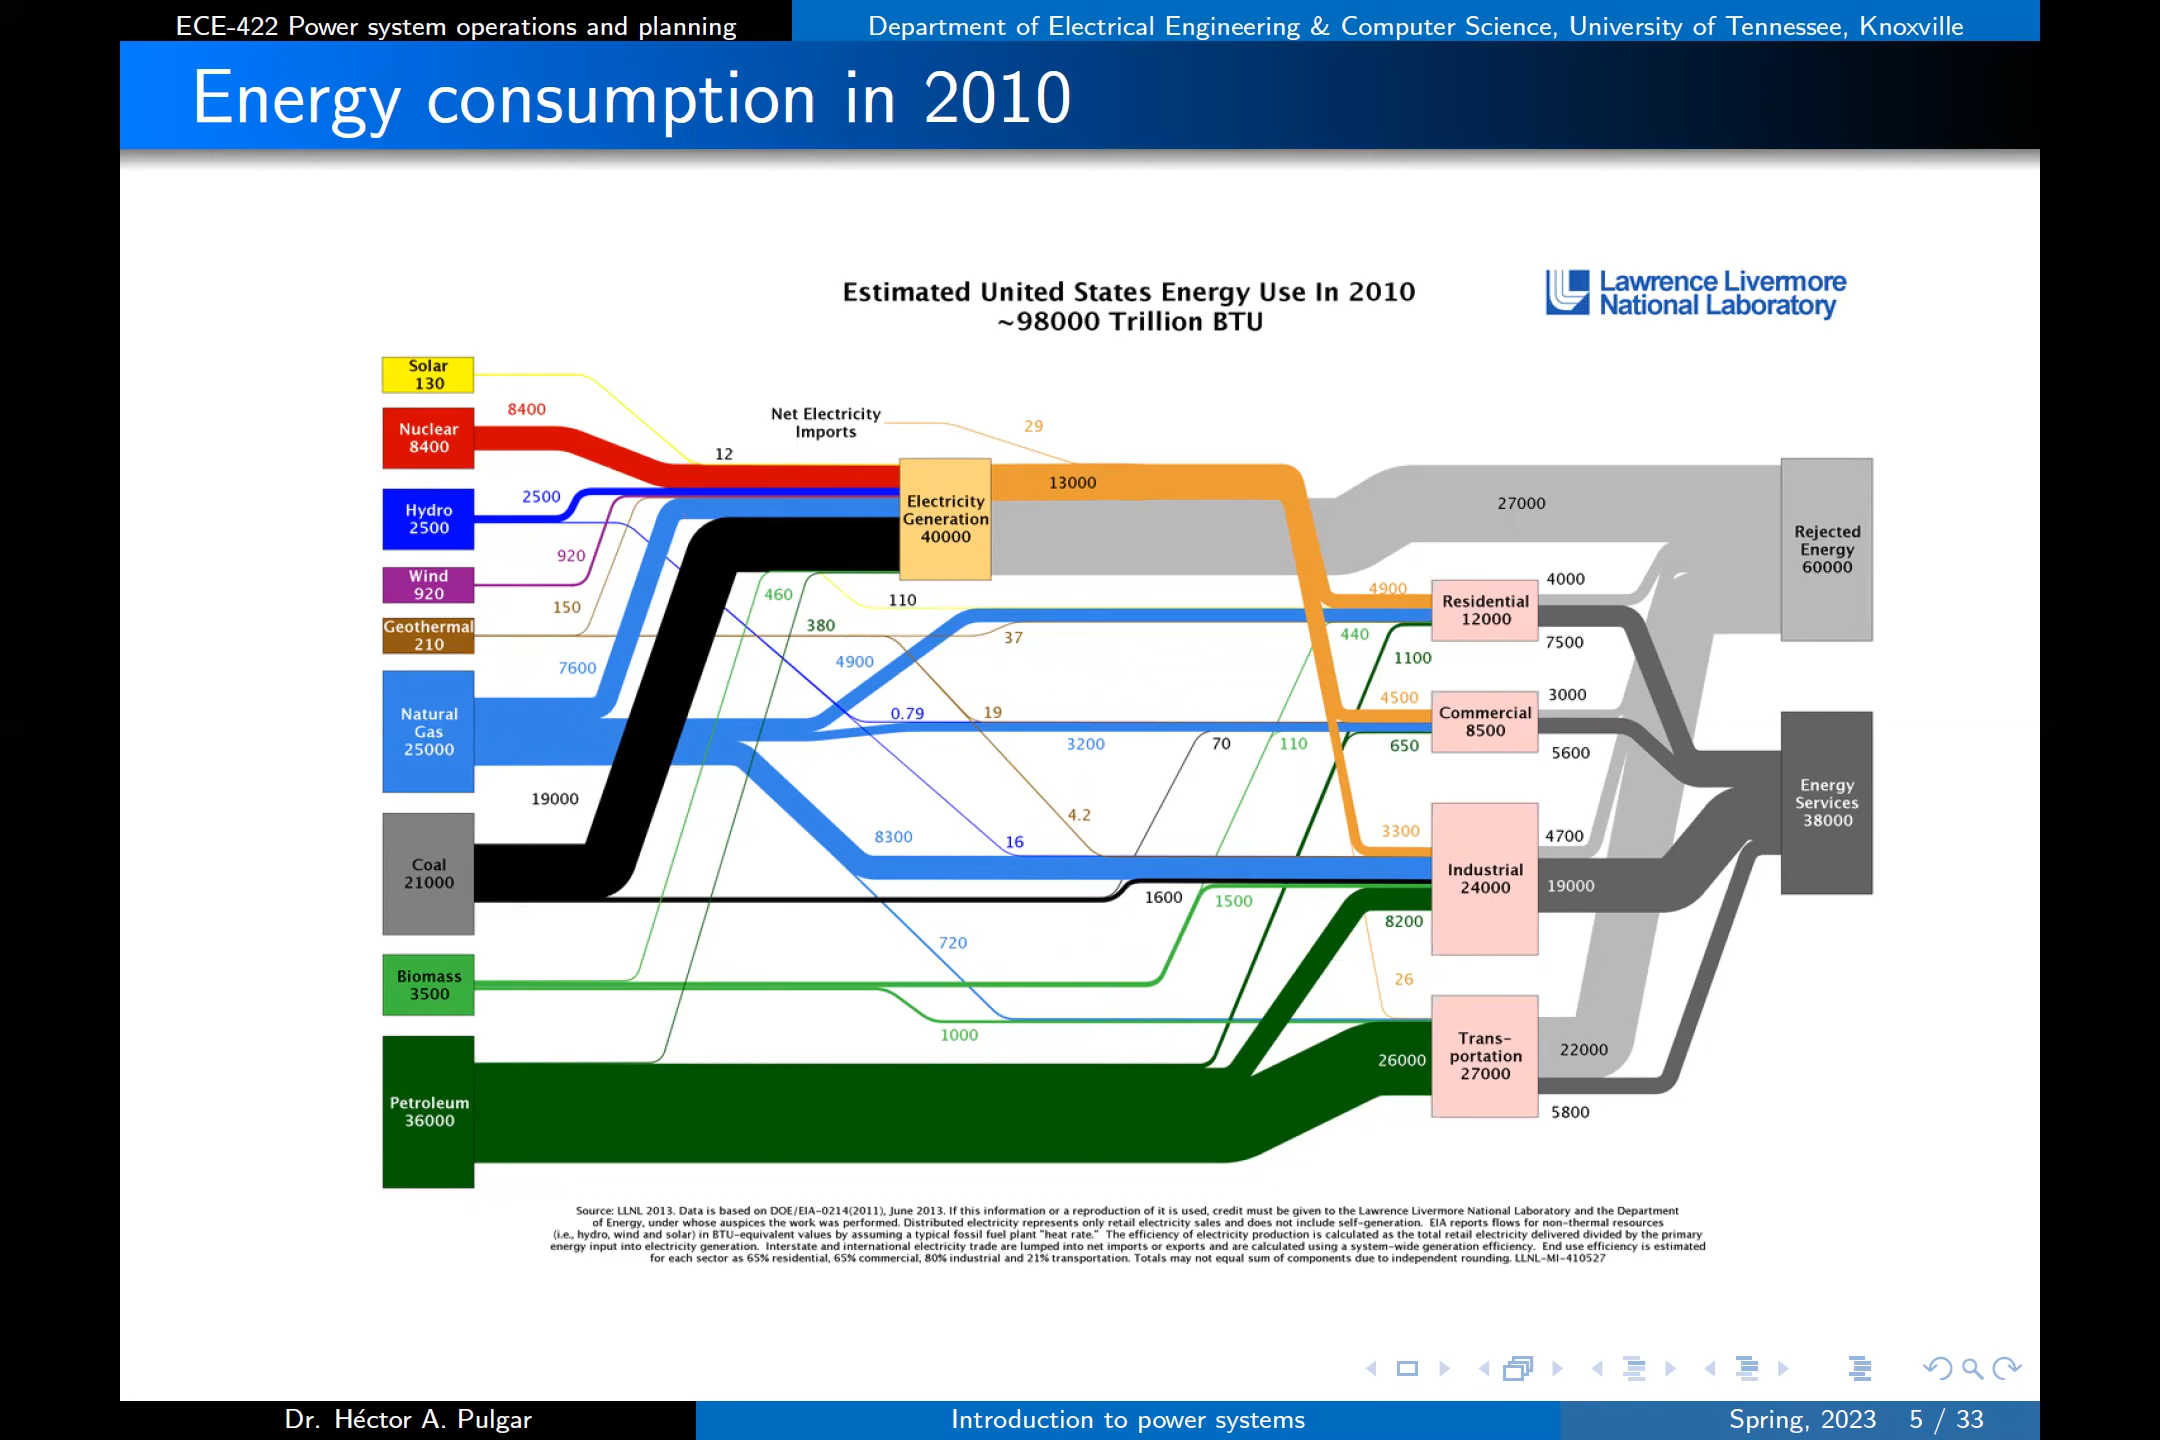 ECE-422 Power system operations and planning
Department of Electrical Engineering & Computer Science, University of Tennessee, Knoxville
Energy consumption in 2010
Estimated United States Energy Use In 2010
~98000 Trillion BTU
Lawrence Livermore
National Laboratory
Solar
130
8400
Nuclear
8400
12
Net Electricity
Imports
29
13000
Electricity
Generation
40000
27000
Rejected
Energy
60000
2500
Hydro
2500
920
Wind
920
150
Geothermal
210
7600
460
380
110
37
4900
4900
Residential
12000
4000
7500
440
1100
Natural
Gas
25000
0.79
19
3200
70
110
4500
Commercial
8500
3000
5600
650
Energy
Services
38000
19000
Coal
21000
8300
16
4.2
1600
1500
3300
Industrial
24000
4700
19000
8200
720
26
Biomass
3500
1000
Petroleum
36000
26000
Trans-
portation
27000
22000
5800
Source: LLNL 2013. Data is based on DOE/EIA-0214(2011), June 2013. If this information or a reproduction of it is used, credit must be given to the Lawrence Livermore National Laboratory and the Department
of Energy, under whose auspices the work was performed. Distributed electricity represents only retail electricity sales and does not include self-generation. EIA reports flows for non-thermal resources
(i.e., hydro, wind and solar) in BTU-equivalent values by assuming a typical fossil fuel plant "heat rate." The efficiency of electricity production is calculated as the total retail electricity delivered divided by the primary
energy input into electricity generation. Interstate and international electricity trade are lumped into net imports or exports and are calculated using a system-wide generation efficiency. End use efficiency is estimated
for each sector as 65% residential, 65% commercial, 80% industrial and 21% transportation. Totals may not equal sum of components due to independent rounding. LLNL-MI-410527
Dr. Héctor A. Pulgar
Introduction to power systems
Spring, 2023 5 / 33